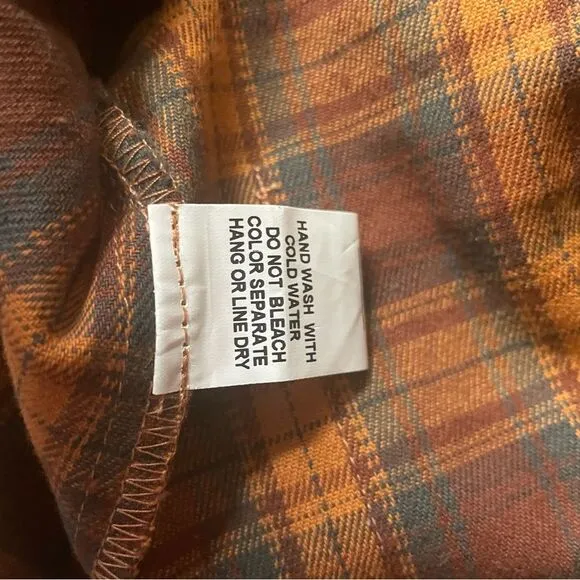 HAND WASH WITH
COLD WATER
DO NOT BLEACH
COLOR SEPARATE
HANG OR LINE DRY